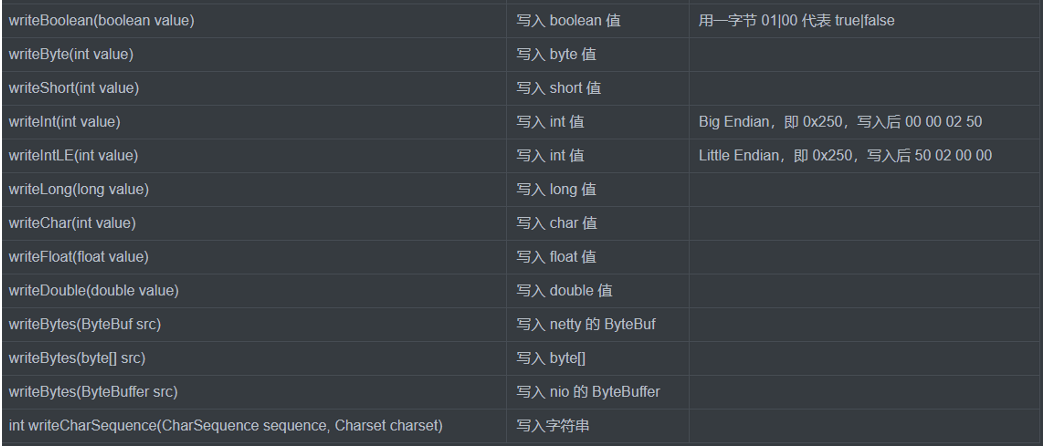 writeBoolean(boolean value) 写入 boolean 值 用一字节 01|00 代表 true|false
writeByte(int value) 写入 byte 值
writeShort(int value) 写入 short 值
writeInt(int value) 写入 int 值 Big Endian，即 0x250，写入后 00 00 02 50
writeIntLE(int value) 写入 int 值 Little Endian，即 0x250，写入后 50 02 00 00
writeLong(long value) 写入 long 值
writeChar(int value) 写入 char 值
writeFloat(float value) 写入 float 值
writeDouble(double value) 写入 double 值
writeBytes(ByteBuf src) 写入 netty 的 ByteBuf
writeBytes(byte[] src) 写入 byte[]
writeBytes(ByteBuffer src) 写入 nio 的 ByteBuffer
int writeCharSequence(CharSequence sequence, Charset charset) 写入字符串